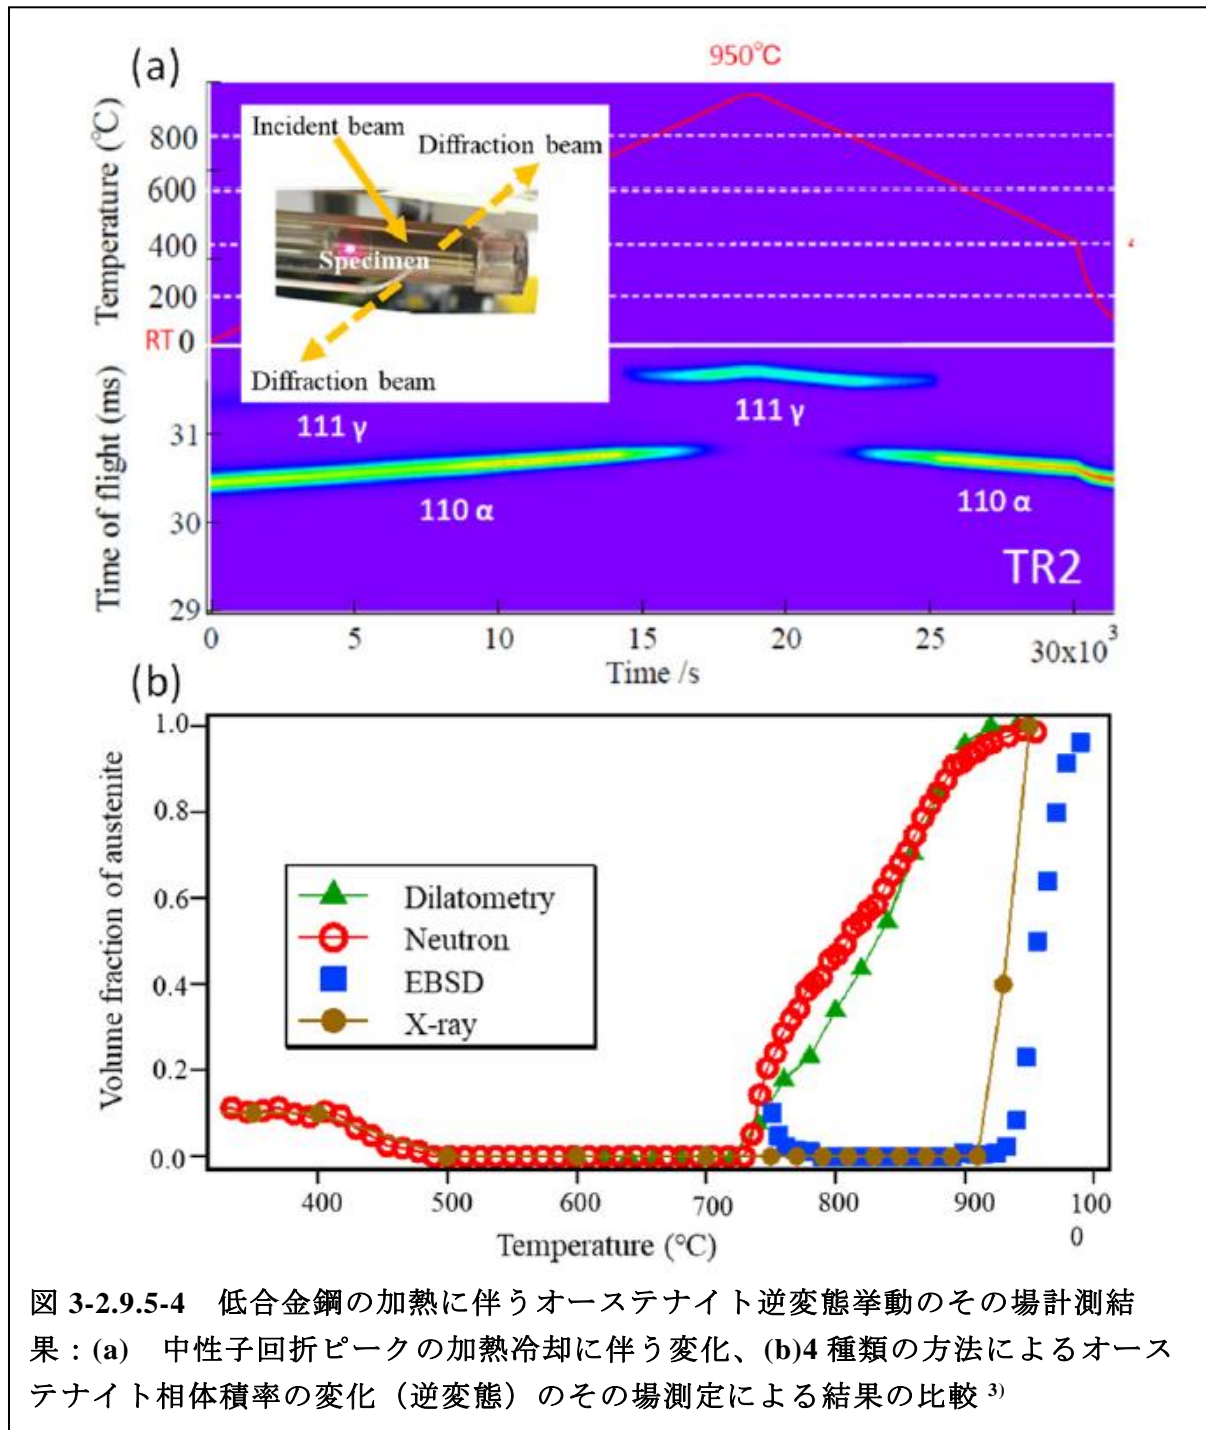 (a)
950℃
Temperature (℃)
800
600
400
200
RT 0
Incident beam
Diffraction beam
Specimen
Diffraction beam
Time of flight (ms)
31
30
29
111 γ
111 γ
110 α
110 α
TR2
0 5 10 15 20 25 30x10³
Time /s
(b)
Volume fraction of austenite
1.0
0.8
0.6
0.4
0.2
0.0
Dilatometry
Neutron
EBSD
X-ray
400 500 600 700 800 900 100
0
Temperature (°C)
図 3-2.9.5-4 低合金鋼の加熱に伴うオーステナイト逆変態挙動のその場計測結
果:(a) 中性子回折ピークの加熱冷却に伴う変化、(b)4 種類の方法によるオース
テナイト相体積率の変化(逆変態)のその場測定による結果の比較 ³⁾